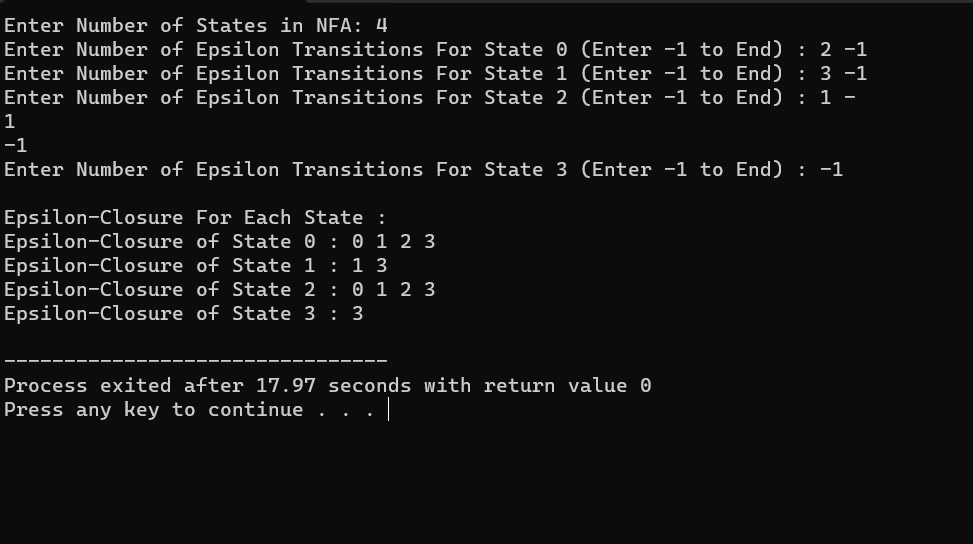 Enter Number of States in NFA: 4
Enter Number of Epsilon Transitions For State 0 (Enter -1 to End) : 2 -1
Enter Number of Epsilon Transitions For State 1 (Enter -1 to End) : 3 -1
Enter Number of Epsilon Transitions For State 2 (Enter -1 to End) : 1 -
1
-1
Enter Number of Epsilon Transitions For State 3 (Enter -1 to End) : -1
Epsilon-Closure For Each State :
Epsilon-Closure of State 0 : 0 1 2 3
Epsilon-Closure of State 1 : 1 3
Epsilon-Closure of State 2 : 0 1 2 3
Epsilon-Closure of State 3 : 3
--------------------------------
Process exited after 17.97 seconds with return value 0
Press any key to continue . . .